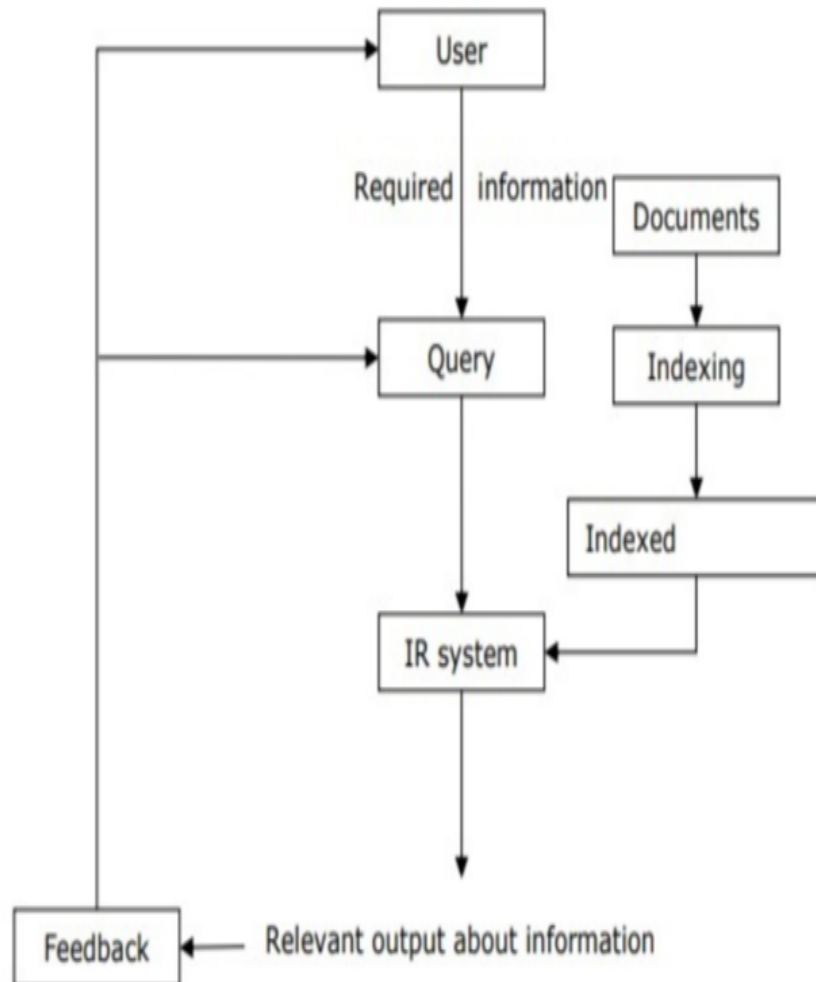 User
Required information
Documents
Query
Indexing
Indexed
IR system
Feedback
Relevant output about information